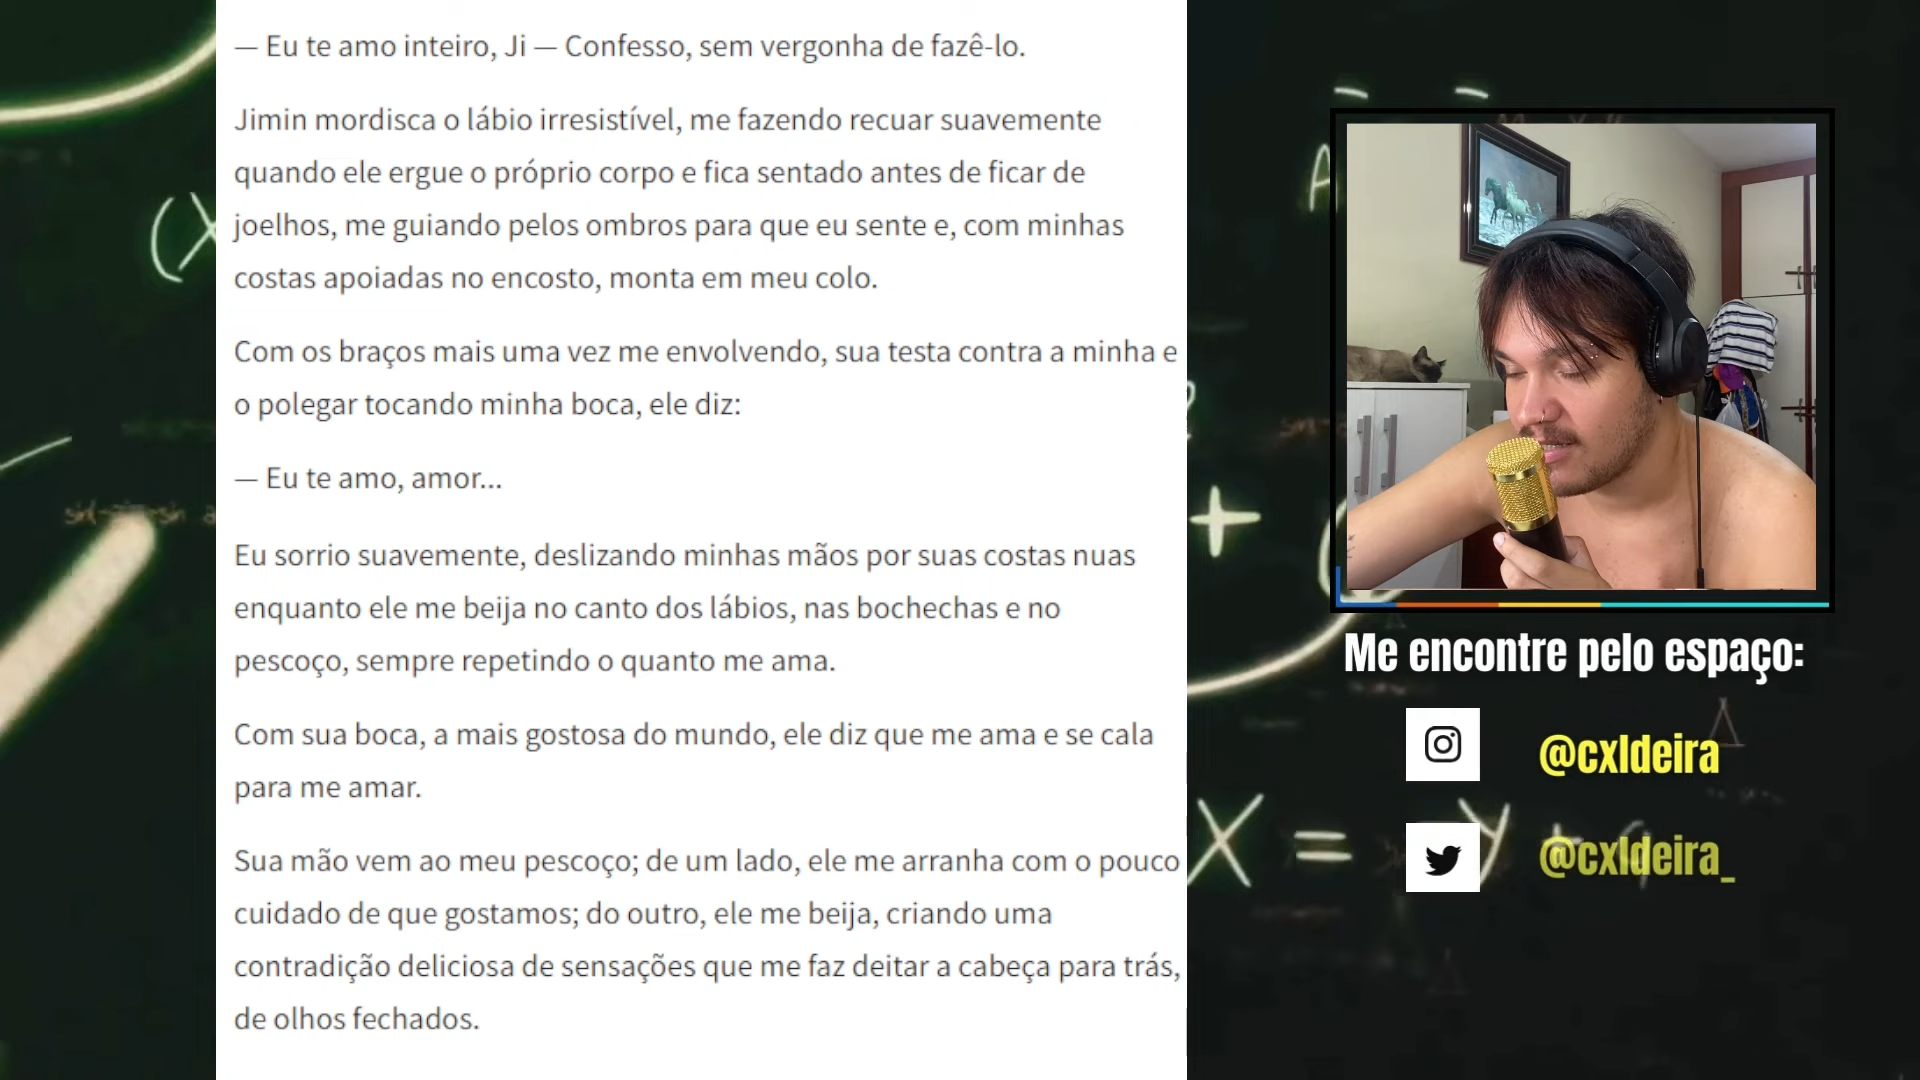 — Eu te amo inteiro, Ji — Confesso, sem vergonha de fazê-lo.
Jimin mordisca o lábio irresistível, me fazendo recuar suavemente
quando ele ergue o próprio corpo e fica sentado antes de ficar de
joelhos, me guiando pelos ombros para que eu sente e, com minhas
costas apoiadas no encosto, monta em meu colo.
Com os braços mais uma vez me envolvendo, sua testa contra a minha e
o polegar tocando minha boca, ele diz:
— Eu te amo, amor...
Eu sorrio suavemente, deslizando minhas mãos por suas costas nuas
enquanto ele me beija no canto dos lábios, nas bochechas e no
pescoço, sempre repetindo o quanto me ama.
Com sua boca, a mais gostosa do mundo, ele diz que me ama e se cala
para me amar.
Sua mão vem ao meu pescoço; de um lado, ele me arranha com o pouco
cuidado de que gostamos; do outro, ele me beija, criando uma
contradição deliciosa de sensações que me faz deitar a cabeça para trás,
de olhos fechados.
Me encontre pelo espaço:
@cxldeira
@cxldeira_
(X
+
X = Y +